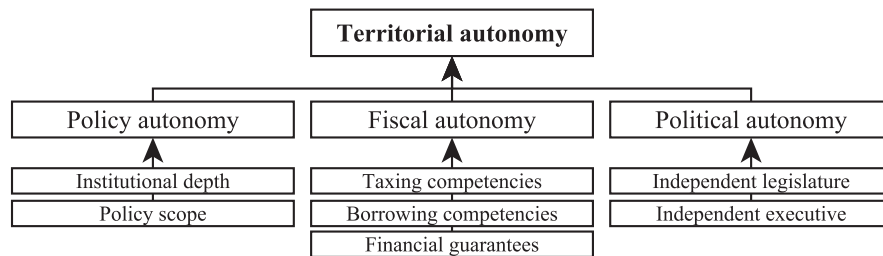 Territorial autonomy
Policy autonomy
Fiscal autonomy
Political autonomy
Institutional depth
Taxing competencies
Independent legislature
Policy scope
Borrowing competencies
Independent executive
Financial guarantees